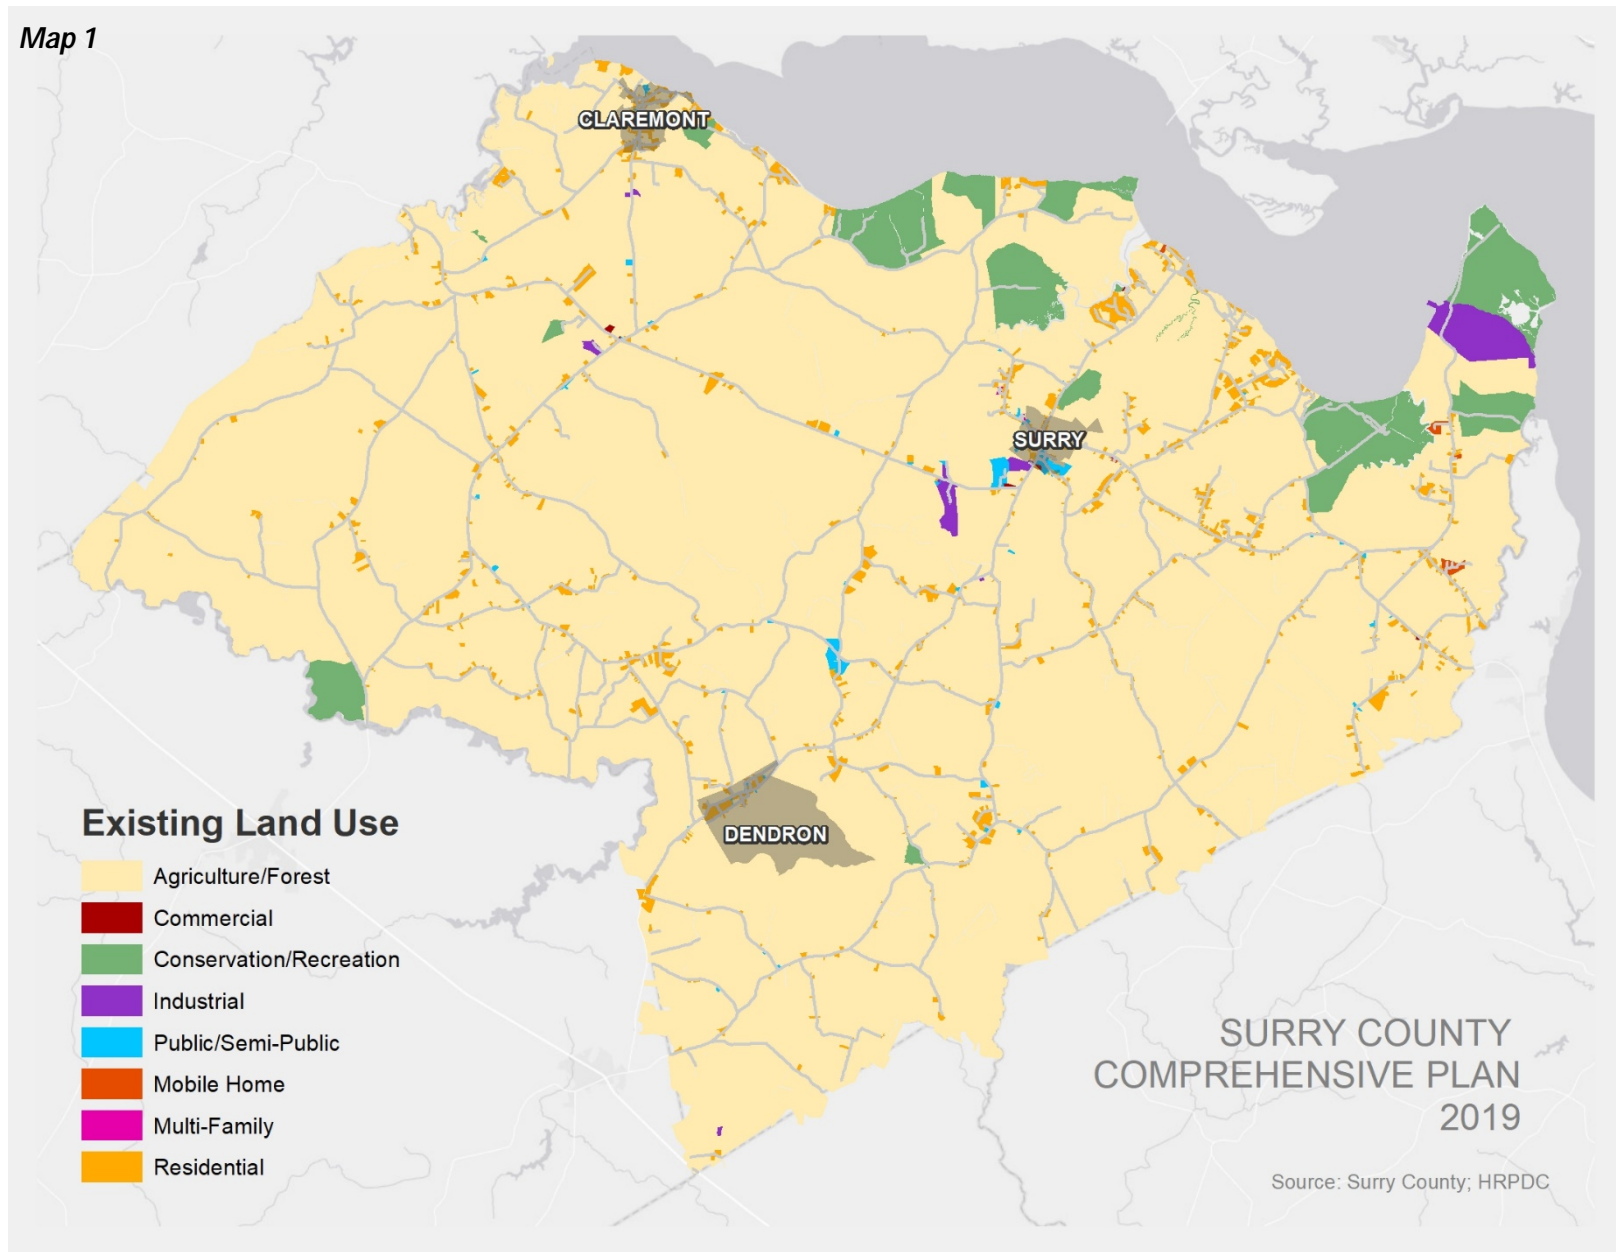 Map 1
CLAREMONT
SURRY
DENDRON
Existing Land Use
Agriculture/Forest
Commercial
Conservation/Recreation
Industrial
Public/Semi-Public
Mobile Home
Multi-Family
Residential
SURRY COUNTY
COMPREHENSIVE PLAN
2019
Source: Surry County; HRPDC